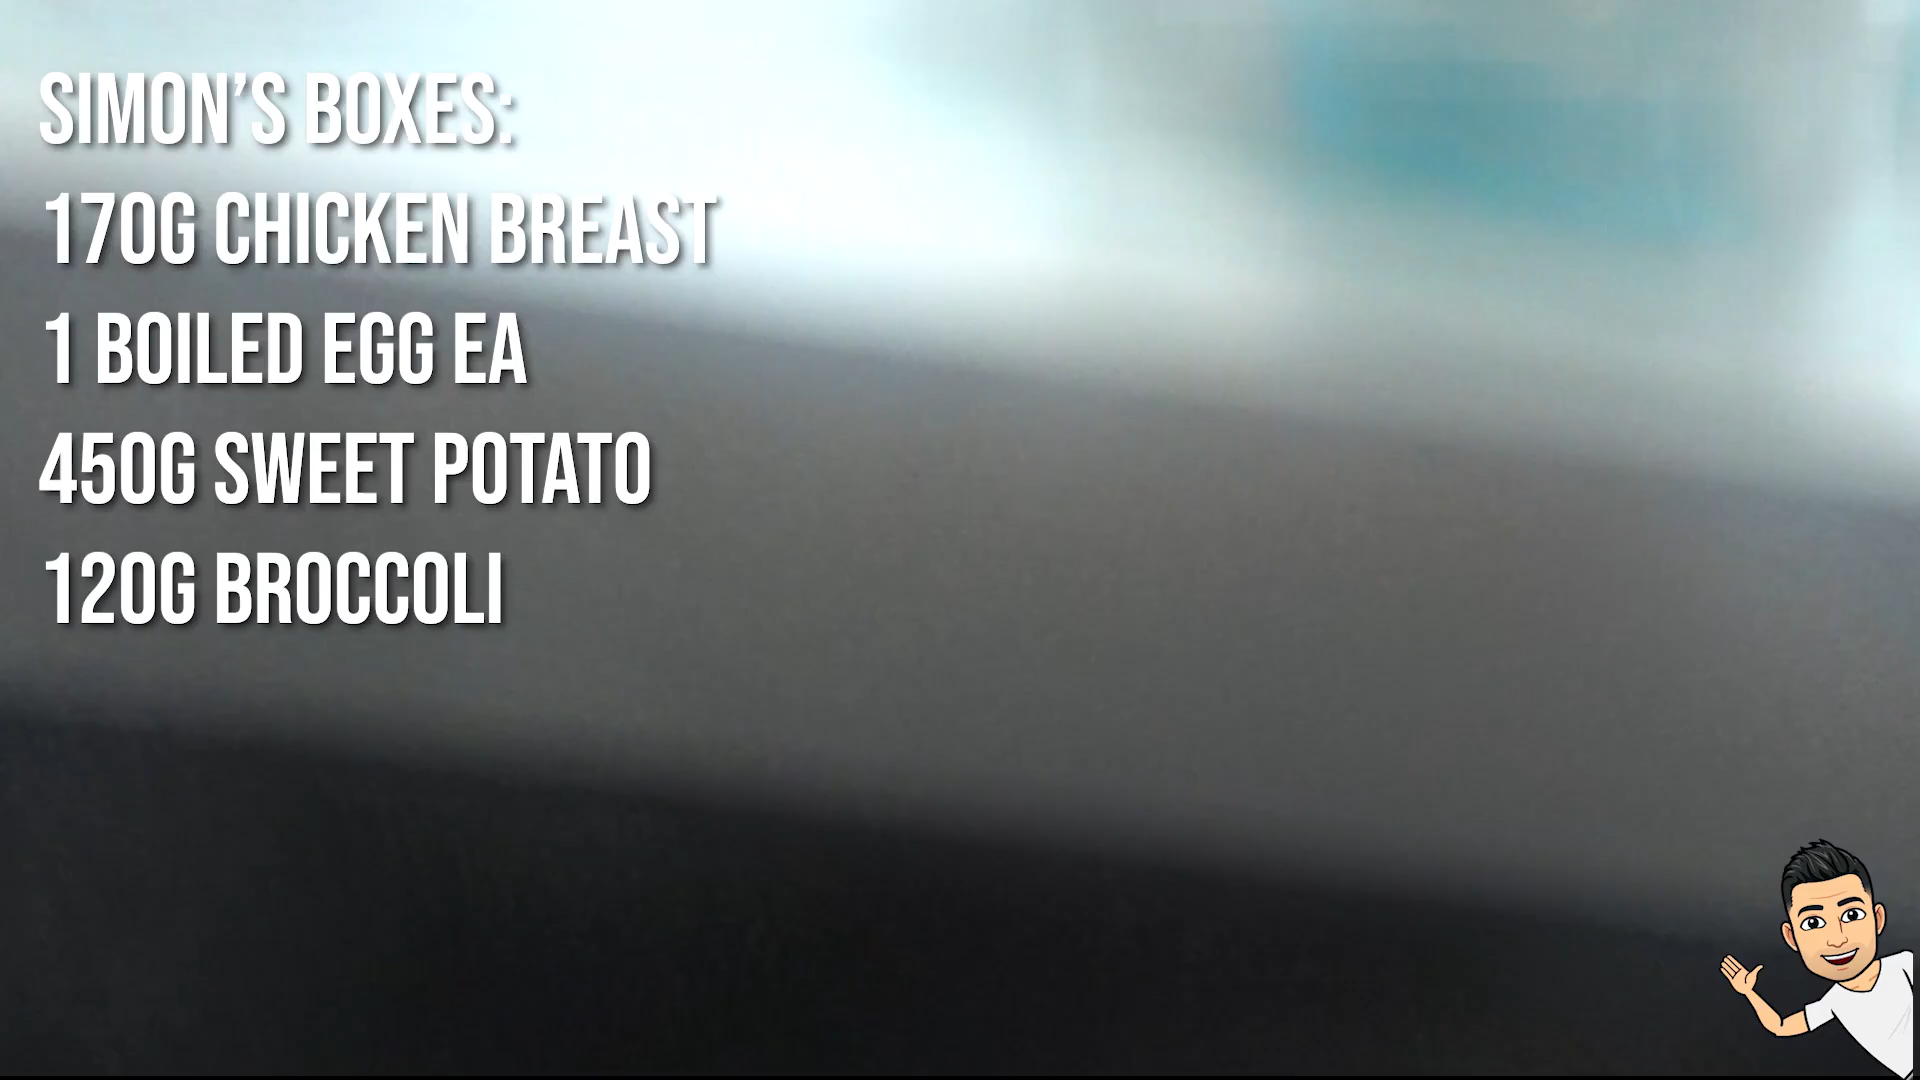 SIMON'S BOXES:
170G CHICKEN BREAST
1 BOILED EGG EA
450G SWEET POTATO
120G BROCCOLI